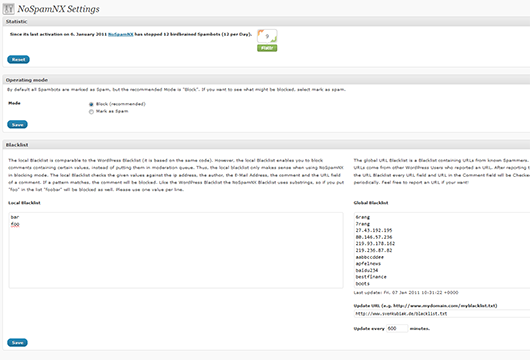 NoSpamNX Settings
Statistic
Since its last activation on 6. January 2011 NoSpamNX has stopped 12 birdbrained Spambots (12 per Day).
9
Flattr
Reset
Operating mode
By default all Spambots are marked as Spam, but the recommended Mode is "Block". If you want to see what might be blocked, select mark as spam.
Mode
Block (recommended)
Mark as Spam
Save
Blacklist
The local Blacklist is comparable to the WordPress Blacklist (it is based on the same code). However, the local Blacklist enables you to block
comments containing certain values, instead of putting them in moderation queue. Thus, the local blacklist only makes sense when using NoSpamNX
in blocking mode. The local Blacklist checks the given values against the ip address, the author, the E-Mail Address, the comment and the URL field
of a comment. If a pattern matches, the comment will be blocked. Like the WordPress Blacklist the NoSpamNX Blacklist uses substrings, so if you put
"foo" in the list "foobar" will be blocked as well. Please use one value per line.
The global URL Blacklist is a Blacklist containing URLs from known Spammers.
URLs come from other WordPress Users who reported an URL. After reporting t
the URL Blacklist every URL field and URL in the Comment field will be Checke
periodically. Feel free to report an URL if your want!
Local Blacklist
bar
foo
Global Blacklist
6rang
7rang
27.43.192.195
80.146.57.236
219.93.178.162
219.236.87.82
aabbccddee
apfelnews
baidu254
bestfinance
boots
Last update: Fri, 07 Jan 2011 10:31:22 +0000
Update URL (e.g. http://www.mydomain.com/myblacklist.txt)
http://www.svenkubiak.de/blacklist.txt
Update every 600 minutes.
Save